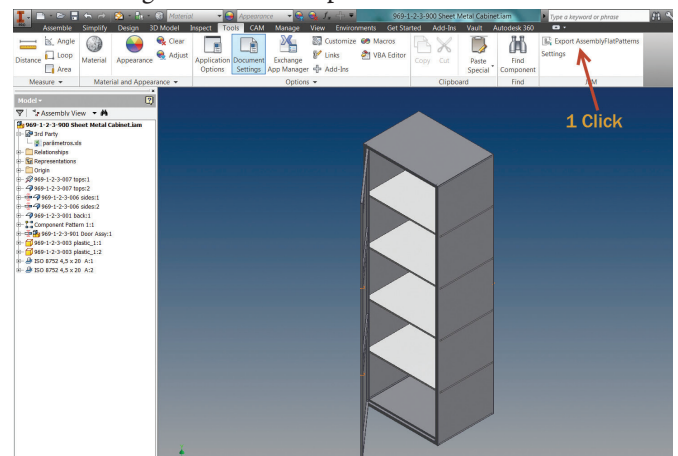 Material
Appearance
969-1-2-3-900 Sheet Metal Cabinet.iam
Type a keyword or phrase
Assemble Simplify Design 3D Model Inspect Tools CAM Manage View Environments Get Started Add-Ins Vault Autodesk 360
Distance
Angle
Loop
Area
Material
Appearance
Clear
Adjust
Application Options
Document Settings
Exchange App Manager
Customize
Links
Add-Ins
Macros
VBA Editor
Copy
Cut
Paste Special
Find Component
Export AssemblyFlatPatterns
Settings
Measure
Material and Appearance
Options
Clipboard
Find
1 Click
Model
Assembly View
969-1-2-3-900 Sheet Metal Cabinet.iam
3rd Party
parâmetros.xls
Relationships
Representations
Origin
969-1-2-3-007 tops:1
969-1-2-3-007 tops:2
969-1-2-3-006 sides:1
969-1-2-3-006 sides:2
969-1-2-3-001 back:1
Component Pattern 1:1
969-1-2-3-901 Door Assy:1
969-1-2-3-003 plastic_1:1
969-1-2-3-003 plastic_1:2
ISO 8752 4,5 x 20 A:1
ISO 8752 4,5 x 20 A:2